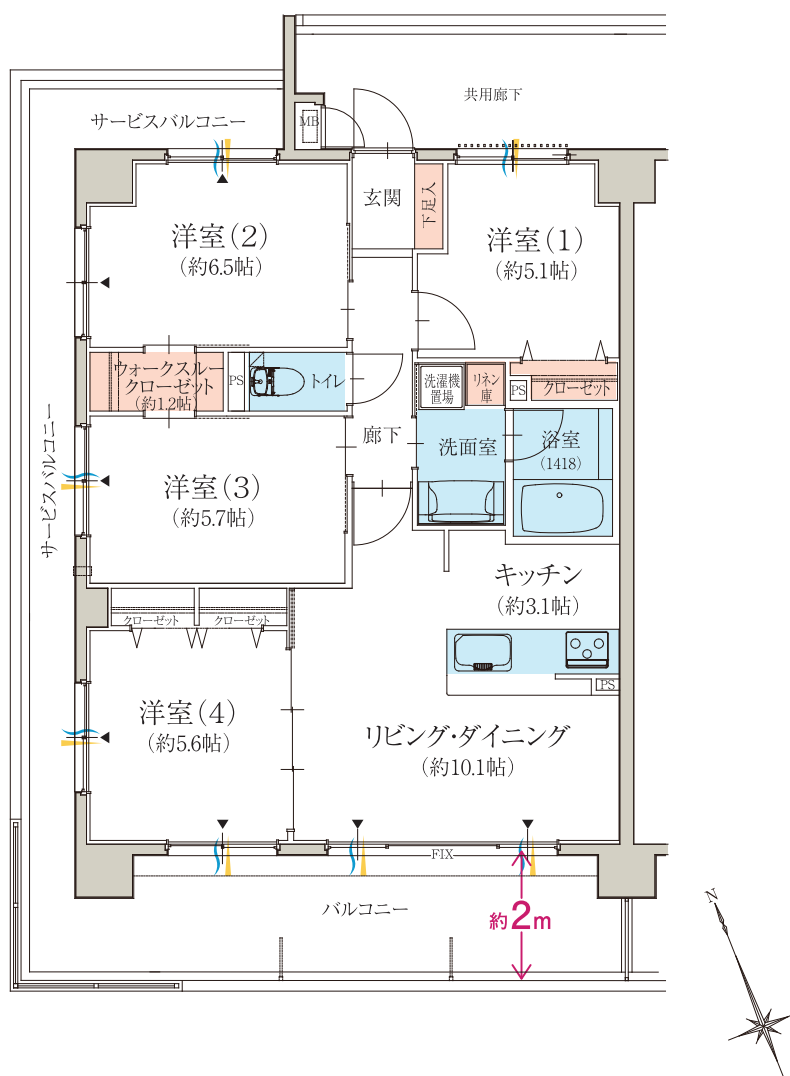 共用廊下
サービスバルコニー
MB
玄関
下足入
洋室(2)
(約6.5帖)
洋室(1)
(約5.1帖)
ウォークスルー
クローゼット
(約1.2帖)
PS
トイレ
洗濯機
置場
リネン
庫
PS
クローゼット
廊下
洗面室
浴室
(1418)
サービスバルコニー
洋室(3)
(約5.7帖)
キッチン
(約3.1帖)
クローゼット
クローゼット
PS
洋室(4)
(約5.6帖)
リビング・ダイニング
(約10.1帖)
FIX
バルコニー
約2m
N